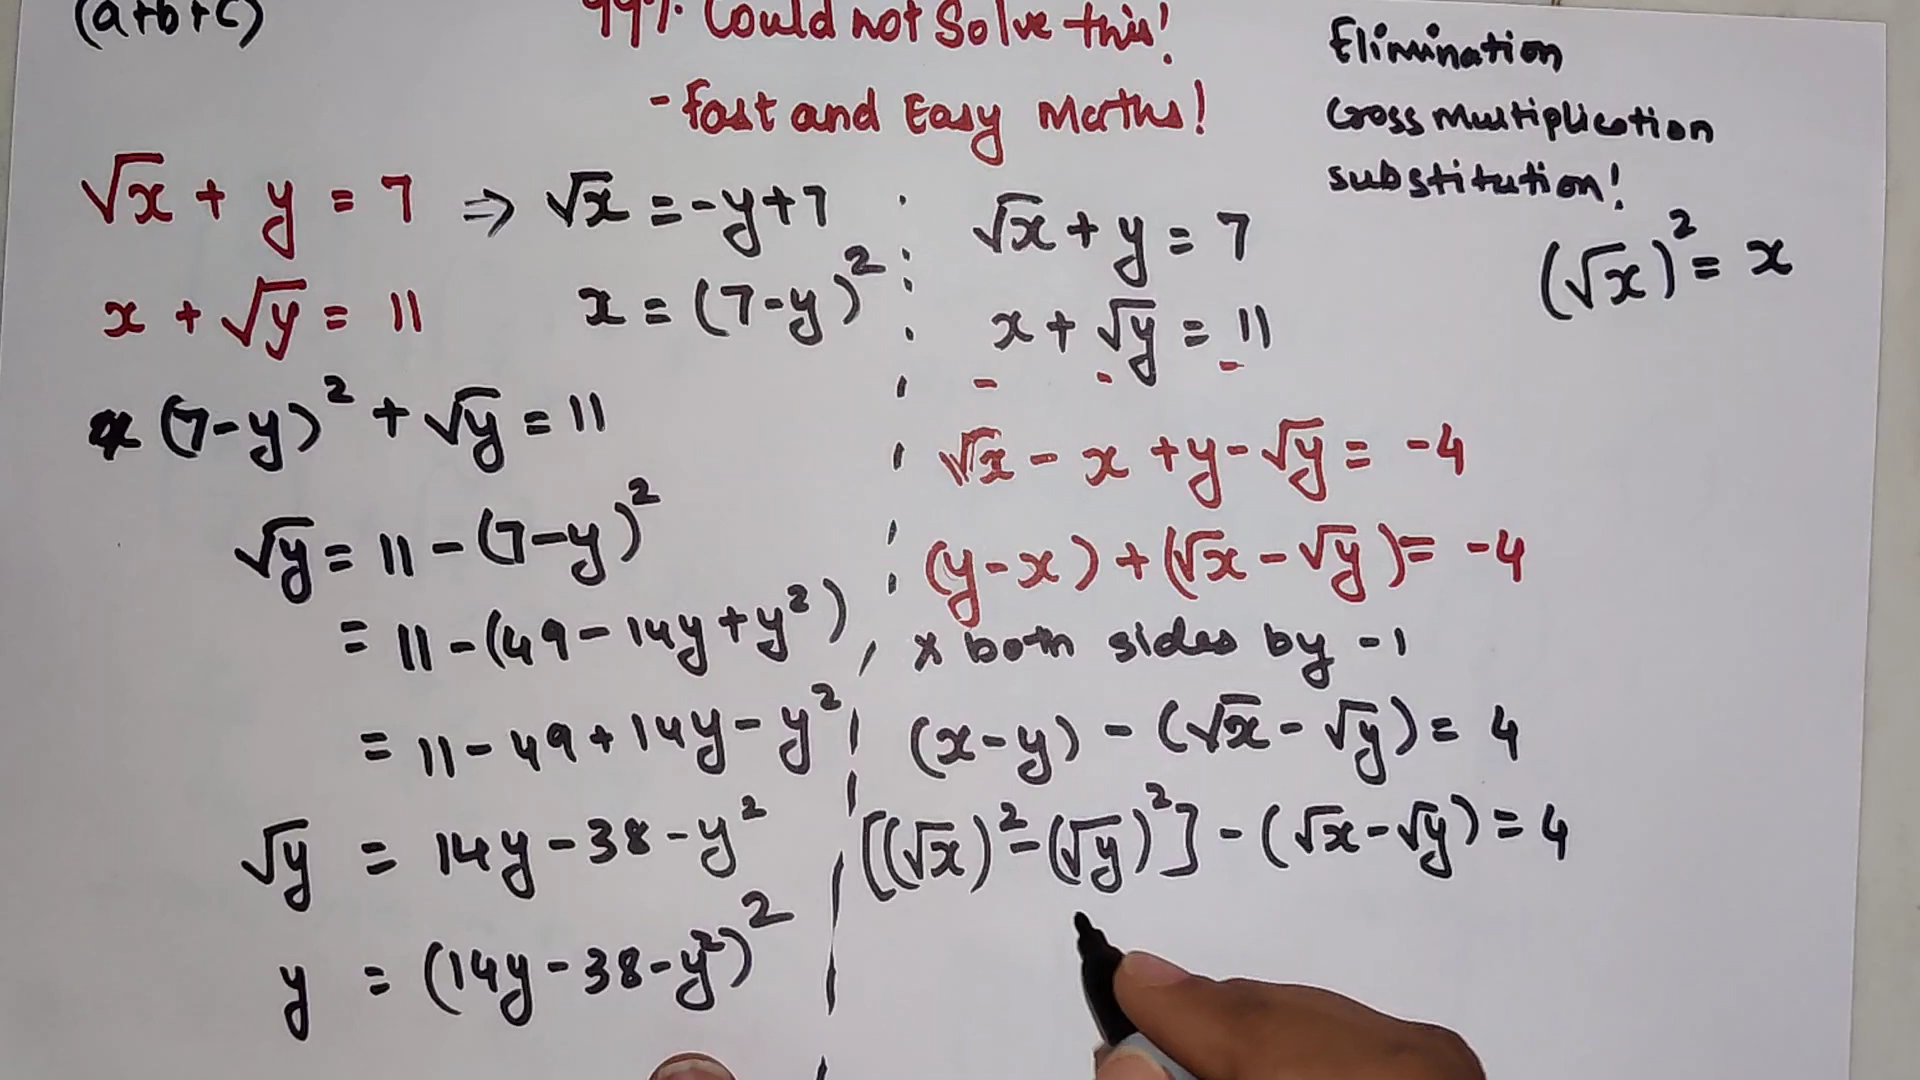 (a+b+c)
99% Could not Solve this!
- Fast and Easy Maths!
Elimination
Cross Multiplication
substitution!
(√x)² = x
√x + y = 7 ⇒ √x = -y+7
x + √y = 11
x = (7-y)²
(7-y)² + √y = 11
√y = 11 - (7-y)²
= 11 - (49 - 14y + y²)
= 11 - 49 + 14y - y²
√y = 14y - 38 - y²
y = (14y - 38 - y²)²
√x + y = 7
x + √y = 11
- - -
√x - x + y - √y = -4
(y-x) + (√x - √y) = -4
x both sides by -1
(x-y) - (√x - √y) = 4
[(√x)² - (√y)²] - (√x - √y) = 4